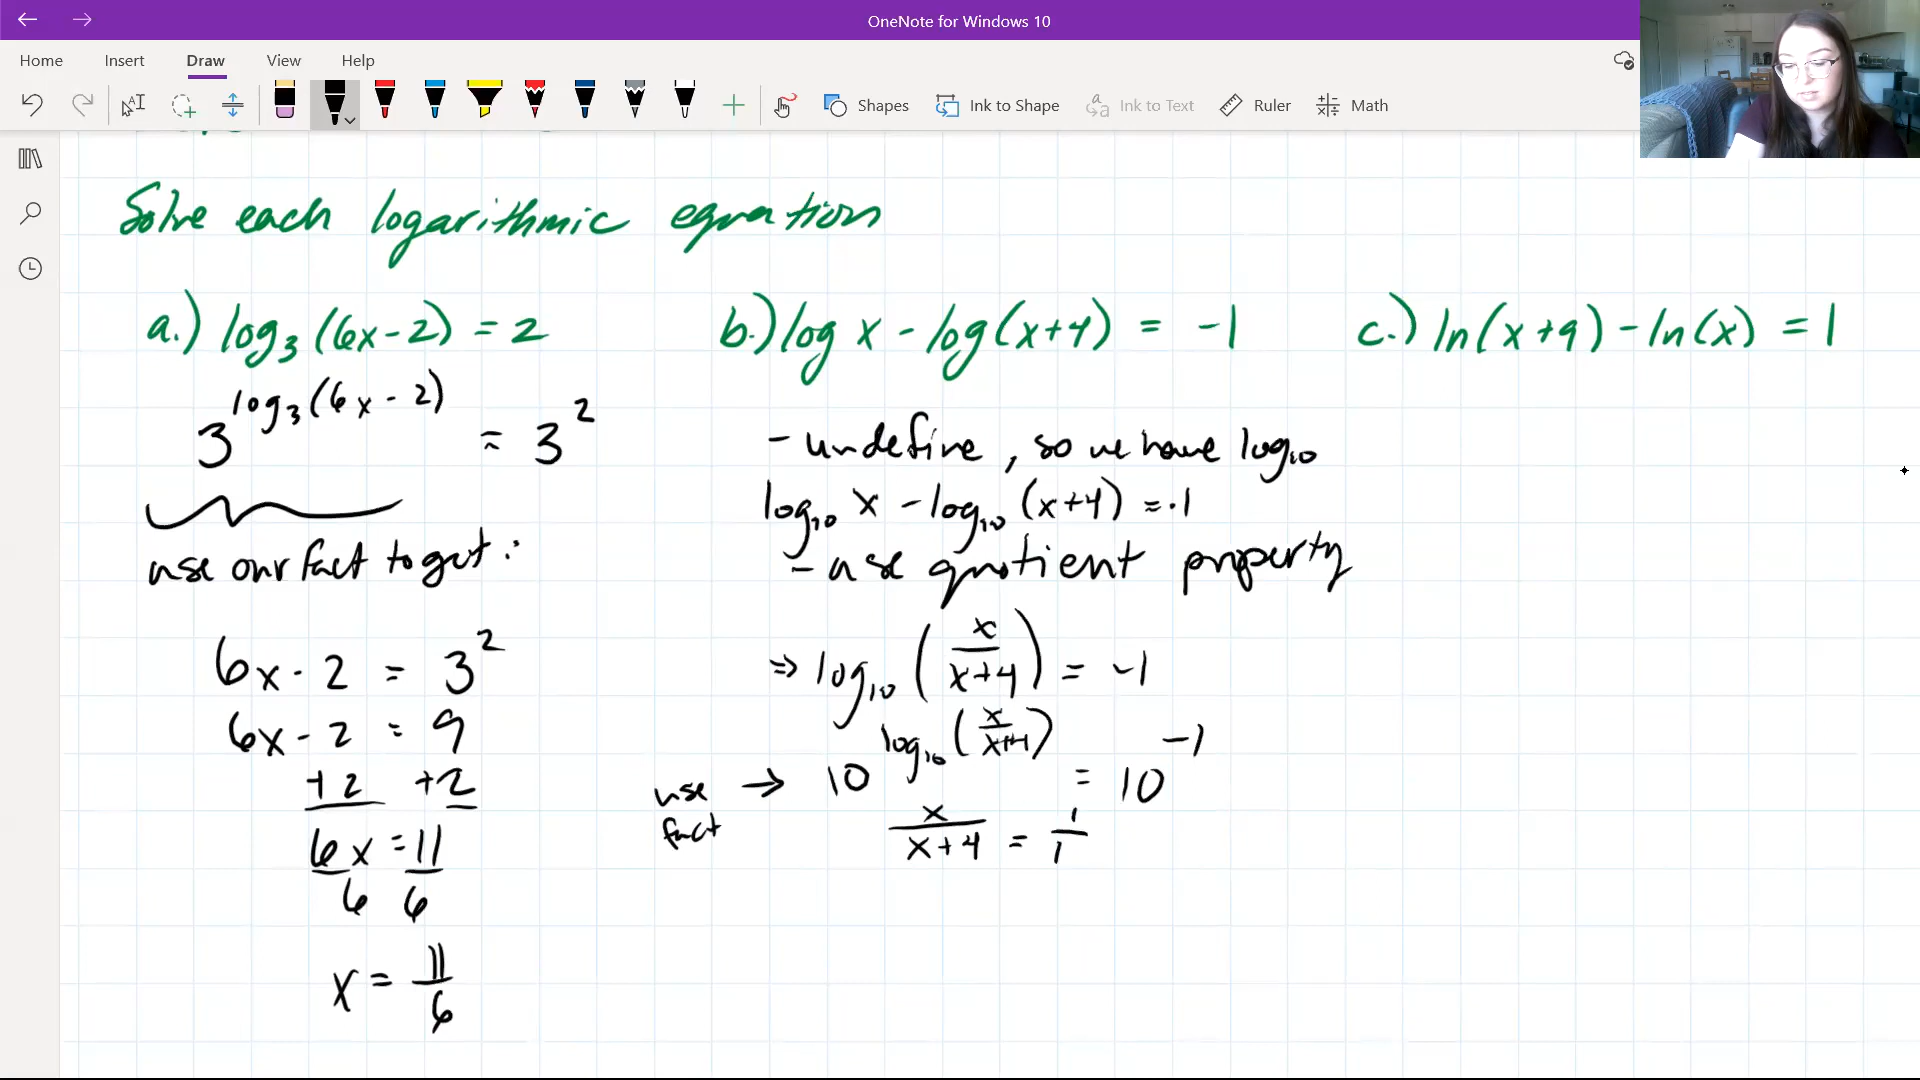 OneNote for Windows 10
Home Insert Draw View Help
Shapes Ink to Shape Ink to Text Ruler Math
Solve each logarithmic equation
a.) log₃(6x-2) = 2
3^(log₃(6x-2)) = 3²
use our fact to get:
6x-2 = 3²
6x-2 = 9
+2 +2
6x = 11
6 6
x = 11/6
b.) log x - log(x+4) = -1
- undefine, so we have log₁₀
log₁₀ x - log₁₀ (x+4) = -1
- use quotient property
⇒ log₁₀ (x/(x+4)) = -1
use fact → 10^(log₁₀(x/(x+4))) = 10⁻¹
x/(x+4) = 1/1
c.) ln(x+9) - ln(x) = 1